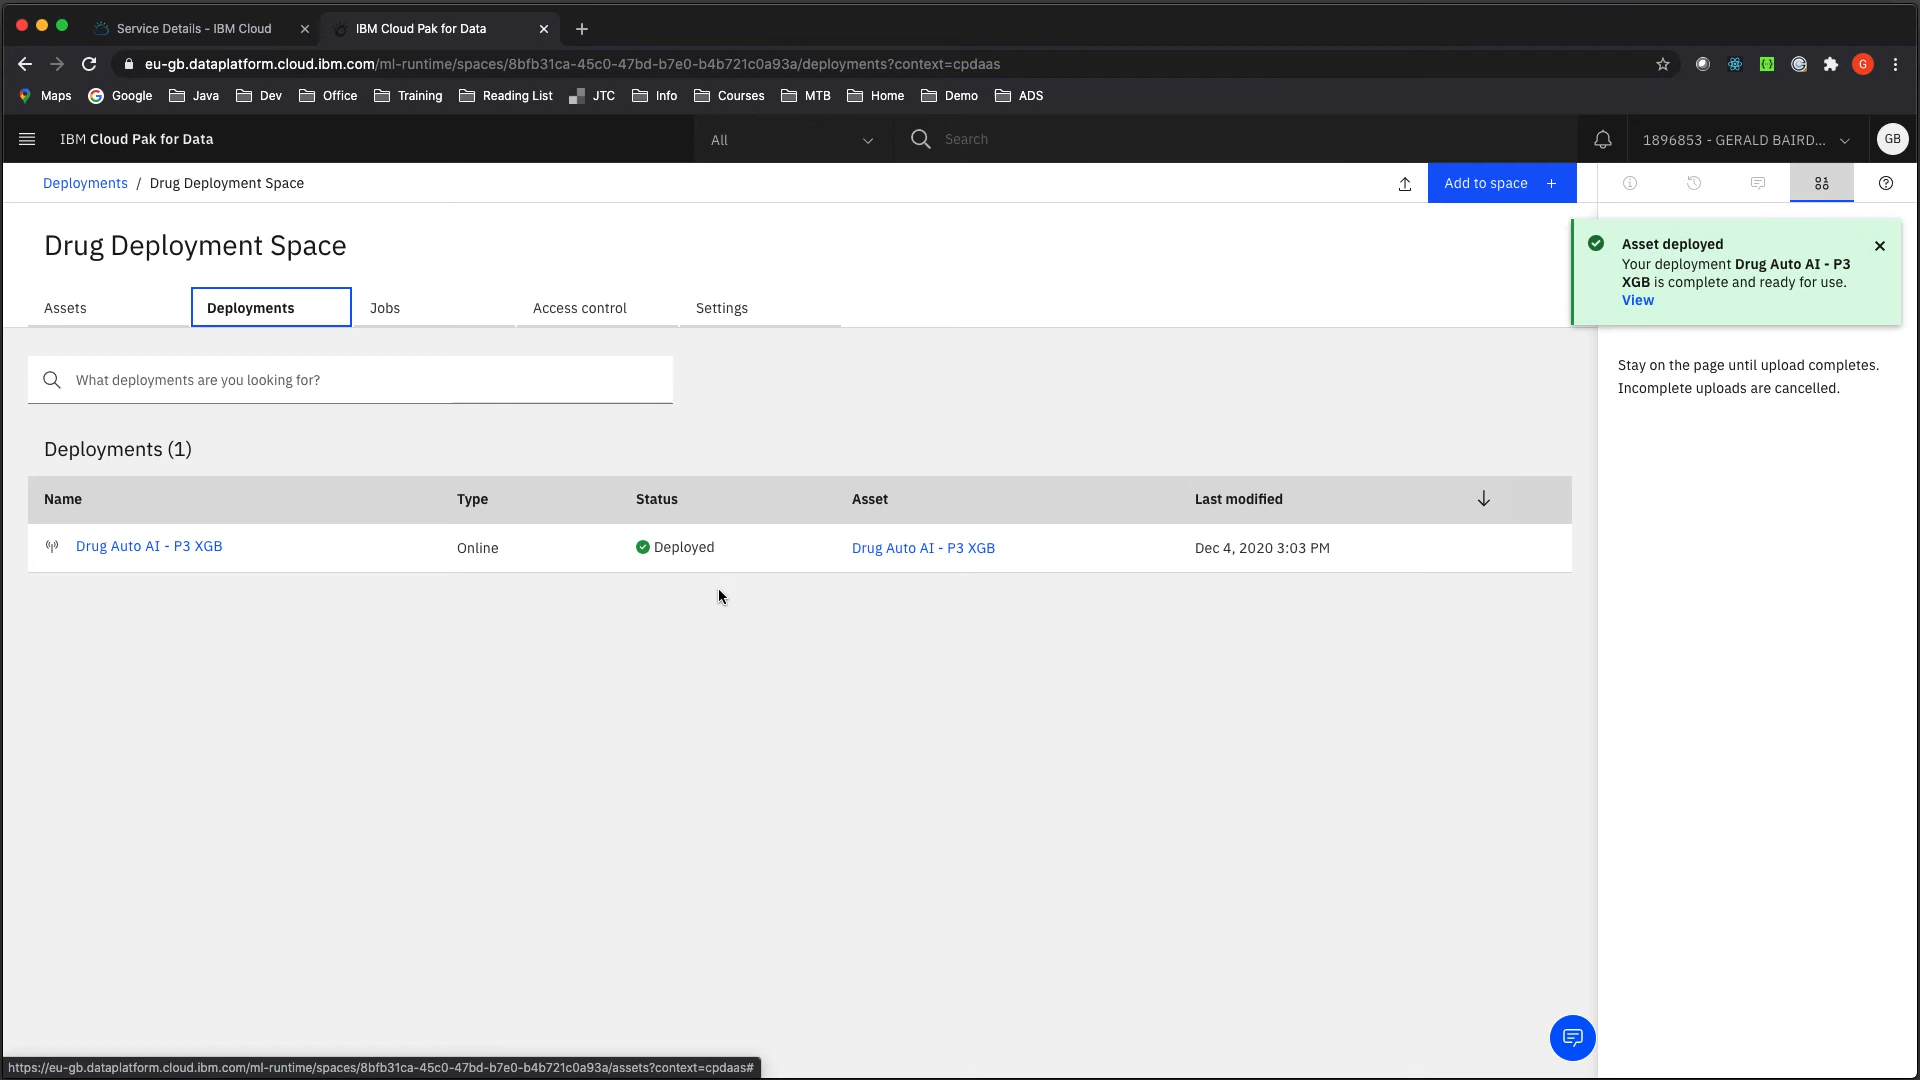 Service Details - IBM Cloud
IBM Cloud Pak for Data
eu-gb.dataplatform.cloud.ibm.com/ml-runtime/spaces/8bfb31ca-45c0-47bd-b7e0-b4b721c0a93a/deployments?context=cpdaas
G
Maps Google Java Dev Office Training Reading List JTC Info Courses MTB Home Demo ADS
IBM Cloud Pak for Data All Search 1896853 - GERALD BAIRD... GB
Deployments / Drug Deployment Space Add to space +
Drug Deployment Space
Asset deployed
Your deployment Drug Auto AI - P3
XGB is complete and ready for use.
View
Assets Deployments Jobs Access control Settings
Stay on the page until upload completes.
Incomplete uploads are cancelled.
What deployments are you looking for?
Deployments (1)
Name Type Status Asset Last modified
Drug Auto AI - P3 XGB Online Deployed Drug Auto AI - P3 XGB Dec 4, 2020 3:03 PM
https://eu-gb.dataplatform.cloud.ibm.com/ml-runtime/spaces/8bfb31ca-45c0-47bd-b7e0-b4b721c0a93a/assets?context=cpdaas#